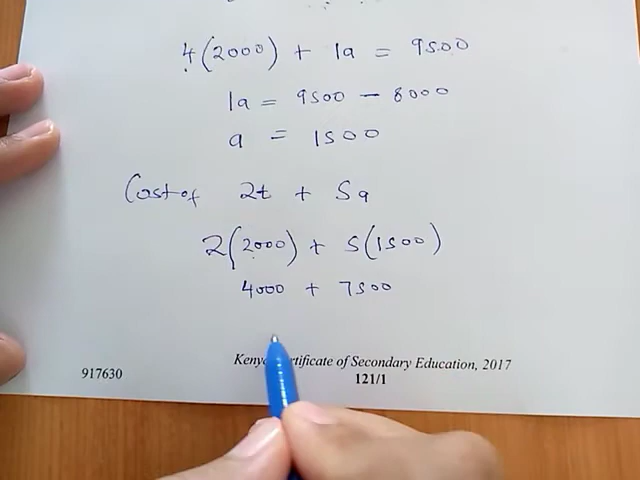 4(2000) + 1a = 9500
1a = 9500 - 8000
a = 1500
Cost of 2t + 5a
2(2000) + 5(1500)
4000 + 7500
Certificate of Secondary Education, 2017
917630
121/1